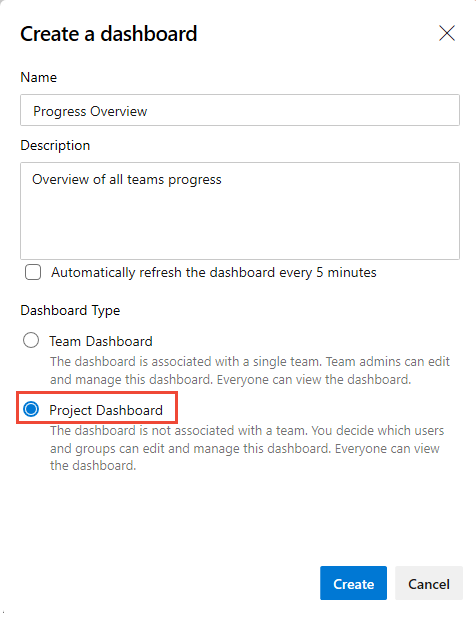 Create a dashboard
Name
Progress Overview
Description
Overview of all teams progress
Automatically refresh the dashboard every 5 minutes
Dashboard Type
Team Dashboard
The dashboard is associated with a single team. Team admins can edit
and manage this dashboard. Everyone can view the dashboard.
Project Dashboard
The dashboard is not associated with a team. You decide which users
and groups can edit and manage this dashboard. Everyone can view
the dashboard.
Create
Cancel